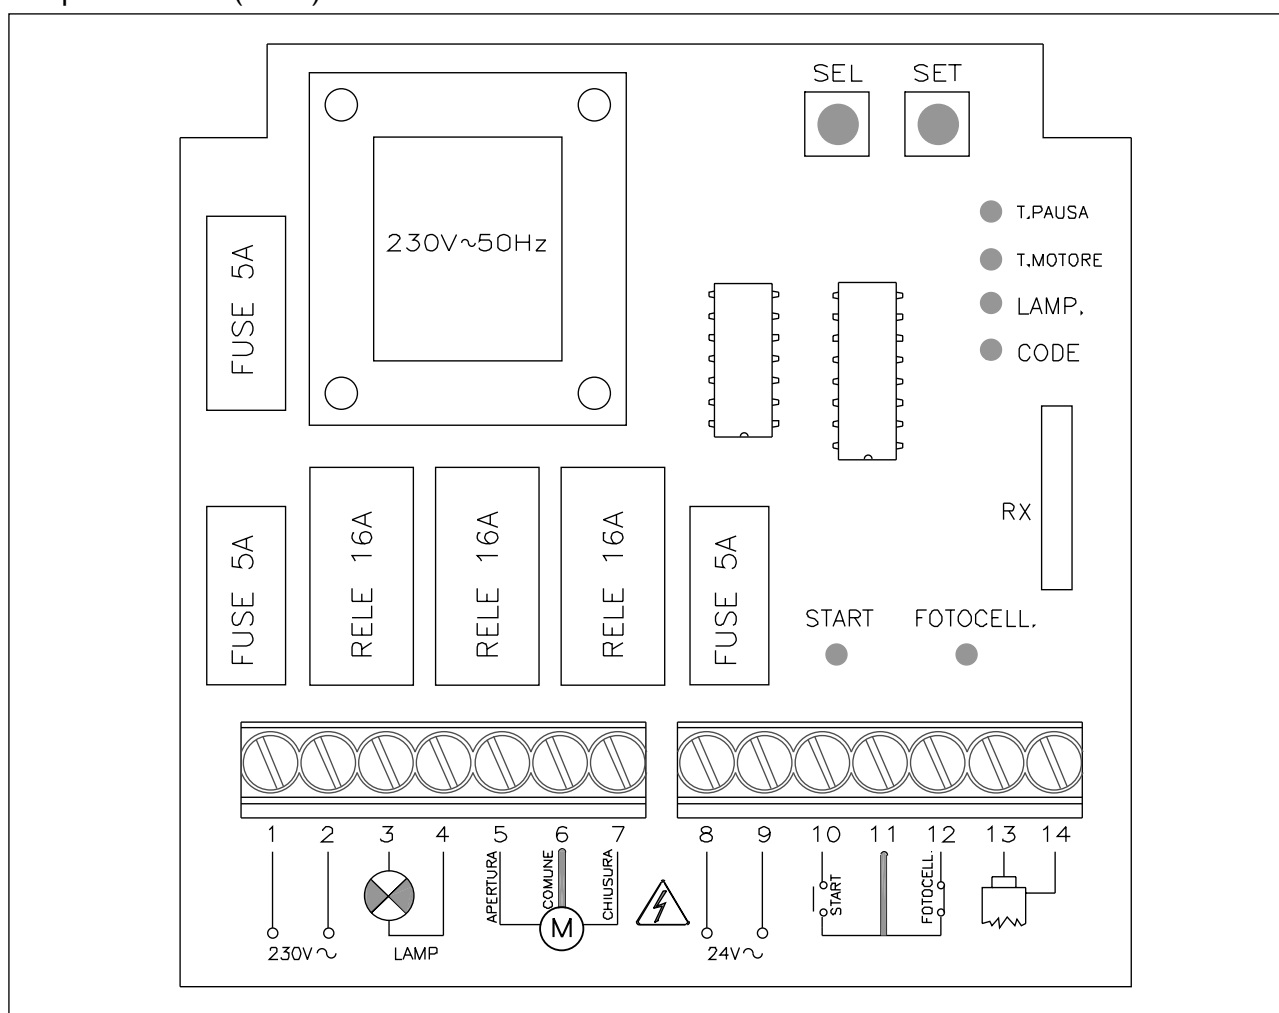 SEL SET
T.PAUSA
230V~50Hz
T.MOTORE
FUSE 5A
LAMP.
CODE
RX
FUSE 5A
RELE 16A
RELE 16A
RELE 16A
FUSE 5A
START FOTOCELL.
1 2 3 4 5 6 7 8 9 10 11 12 13 14
APERTURA
COMUNE
CHIUSURA
START
FOTOCELL.
M
230V~ LAMP 24V~